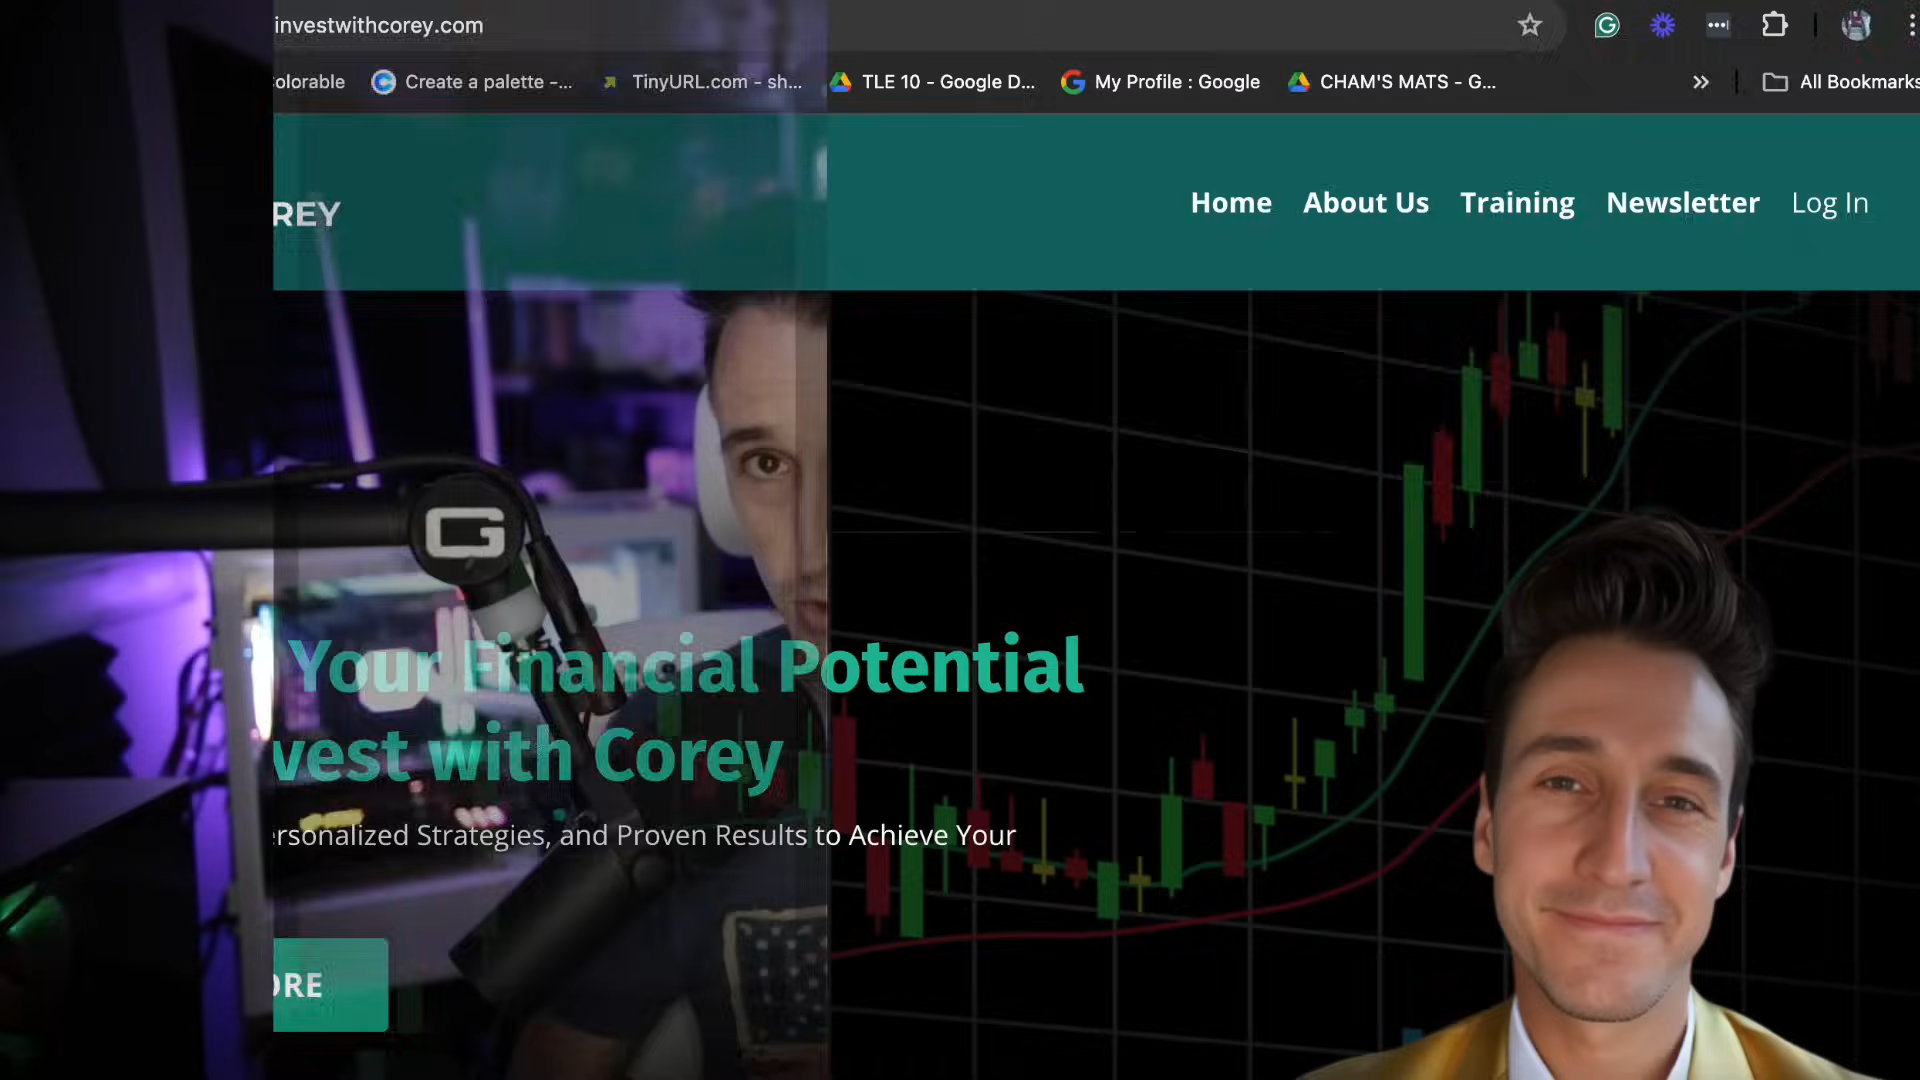 investwithcorey.com
olorable Create a palette -... TinyURL.com - sh... TLE 10 - Google D... My Profile : Google CHAM'S MATS - G... All Bookmarks
REY
Home About Us Training Newsletter Log In
G
Your Financial Potential
vest with Corey
ersonalized Strategies, and Proven Results to Achieve Your
ORE